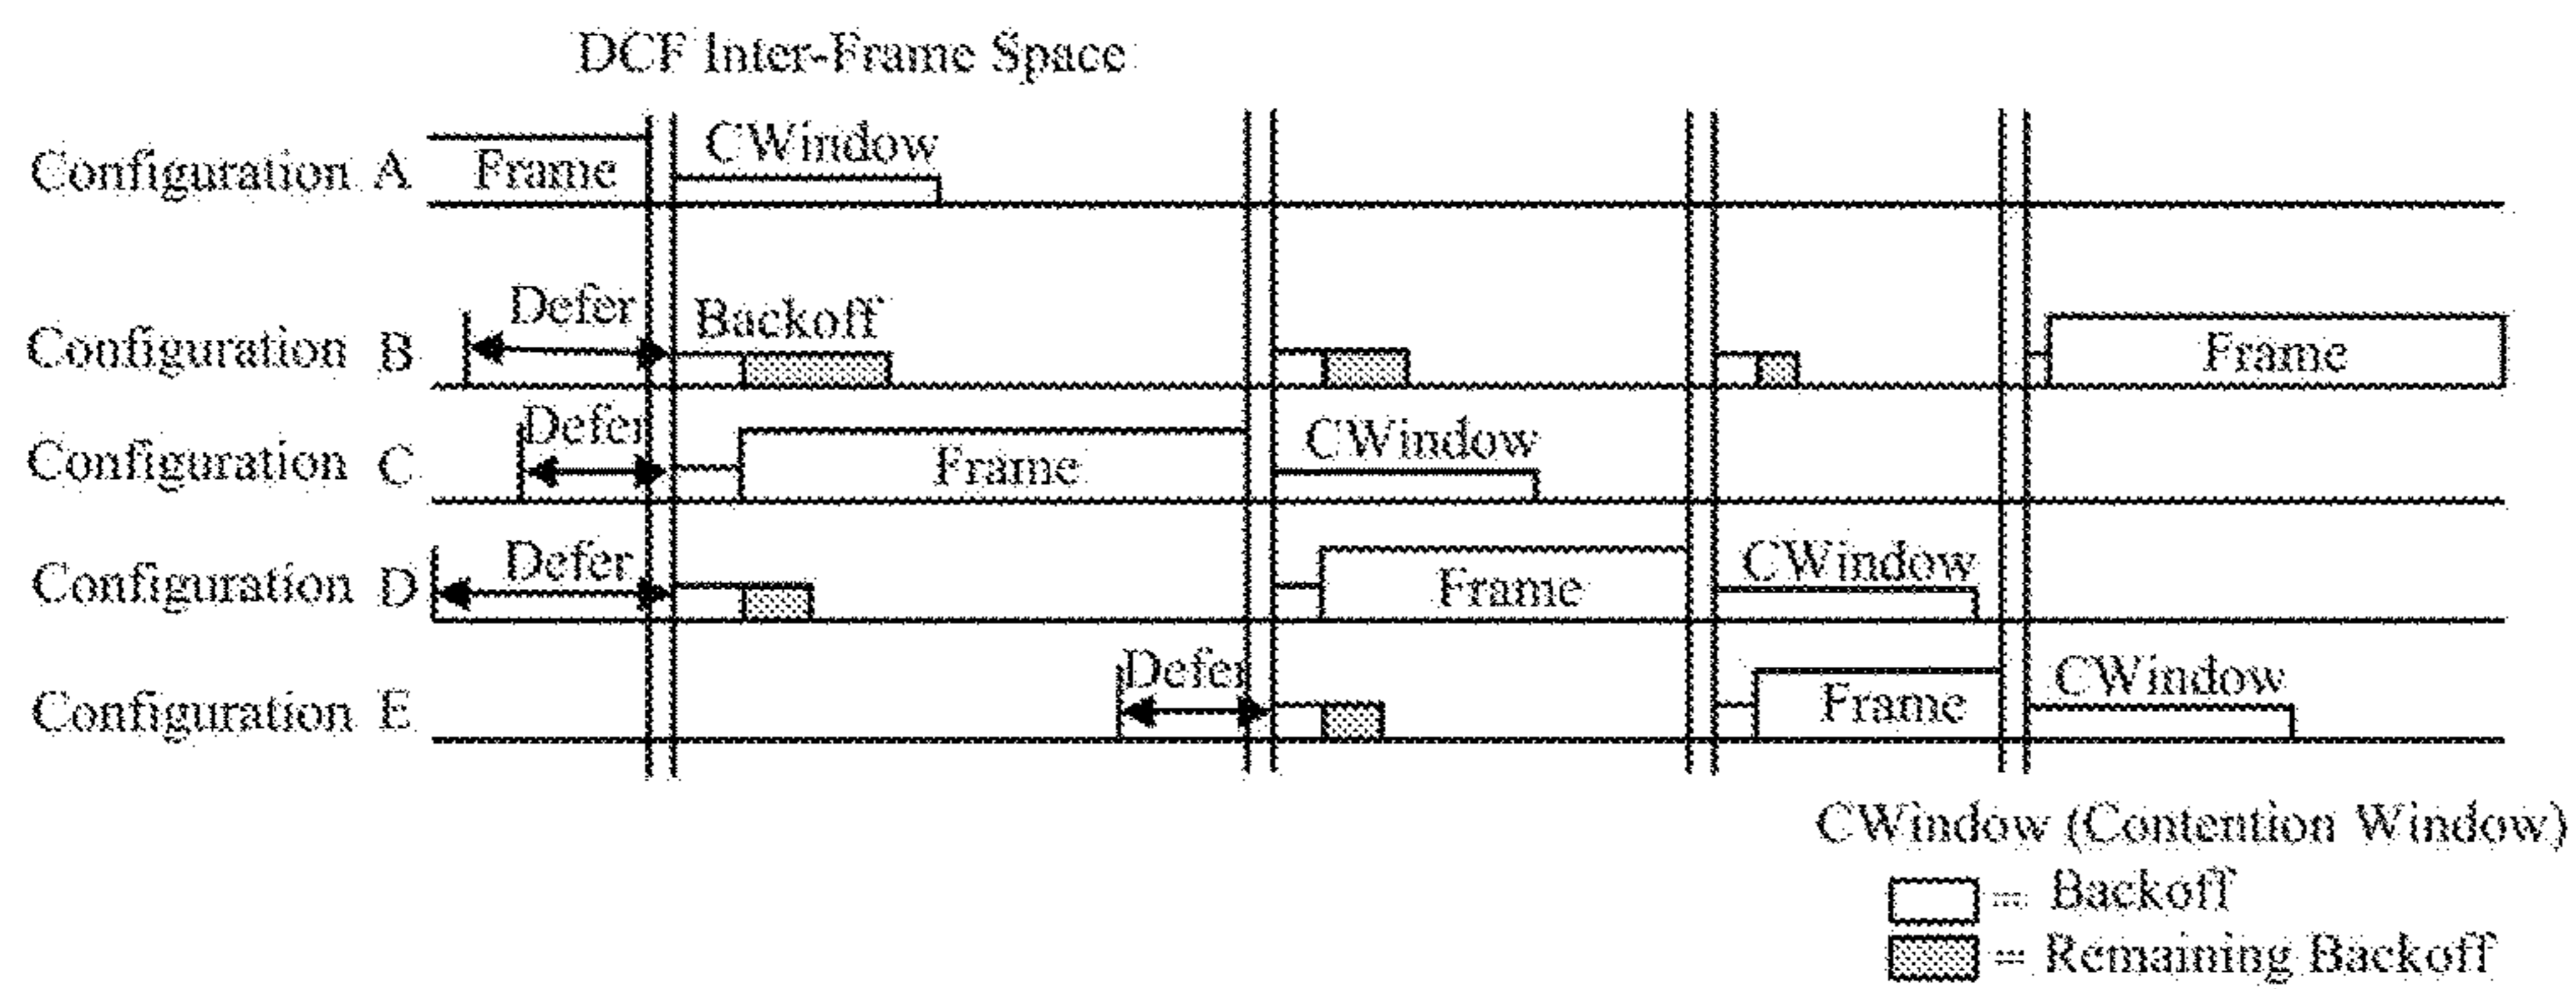 DCF Inter-Frame Space
Configuration A
Frame
CWindow
Configuration B
Defer
Backoff
Frame
Configuration C
Defer
Frame
CWindow
Configuration D
Defer
Frame
CWindow
Configuration E
Defer
Frame
CWindow
CWindow (Contention Window)
= Backoff
= Remaining Backoff